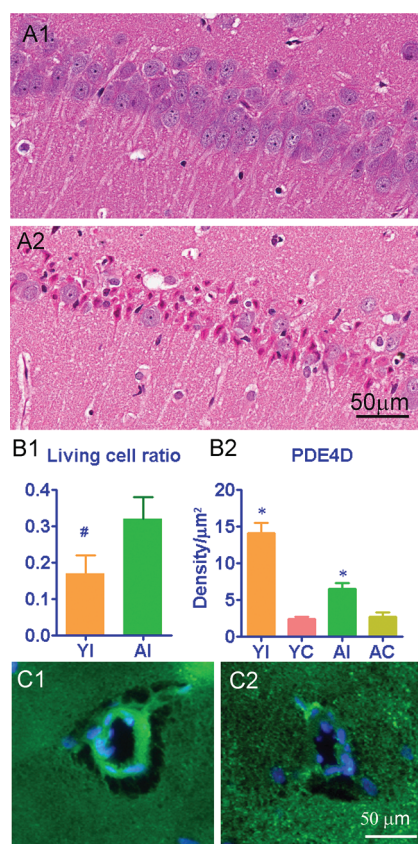 A1
A2
50μm
B1 Living cell ratio
#
0.4
0.3
0.2
0.1
0.0
YI AI
B2 PDE4D
Density/μm²
*
*
20
15
10
5
0
YI YC AI AC
C1
C2
50 μm